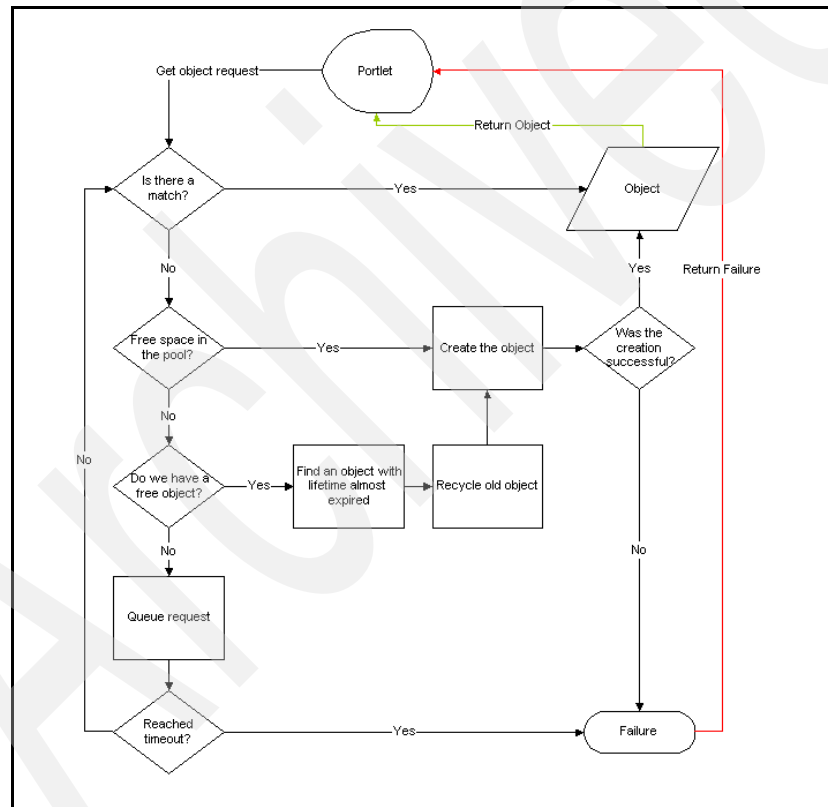 Portlet
Get object request
Return Object
Is there a
match?
Yes
Object
No
Yes
Return Failure
Free space in
the pool?
Yes
Create the object
Was the
creation
successful?
No
No
Do we have a
free object?
Yes
Find an object with
lifetime almost
expired
Recycle old object
No
No
Queue request
Reached
timeout?
Yes
Failure
Archived